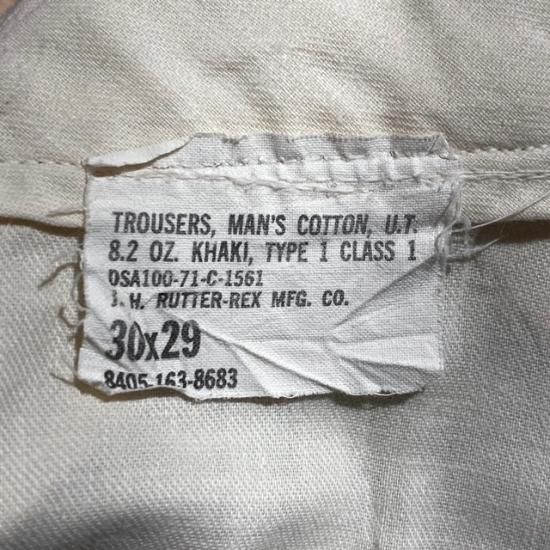 TROUSERS, MAN'S COTTON, U.T.
8.2 OZ. KHAKI, TYPE 1 CLASS 1
DSA100-71-C-1561
J. H. RUTTER-REX MFG. CO.
30x29
8405-163-8683